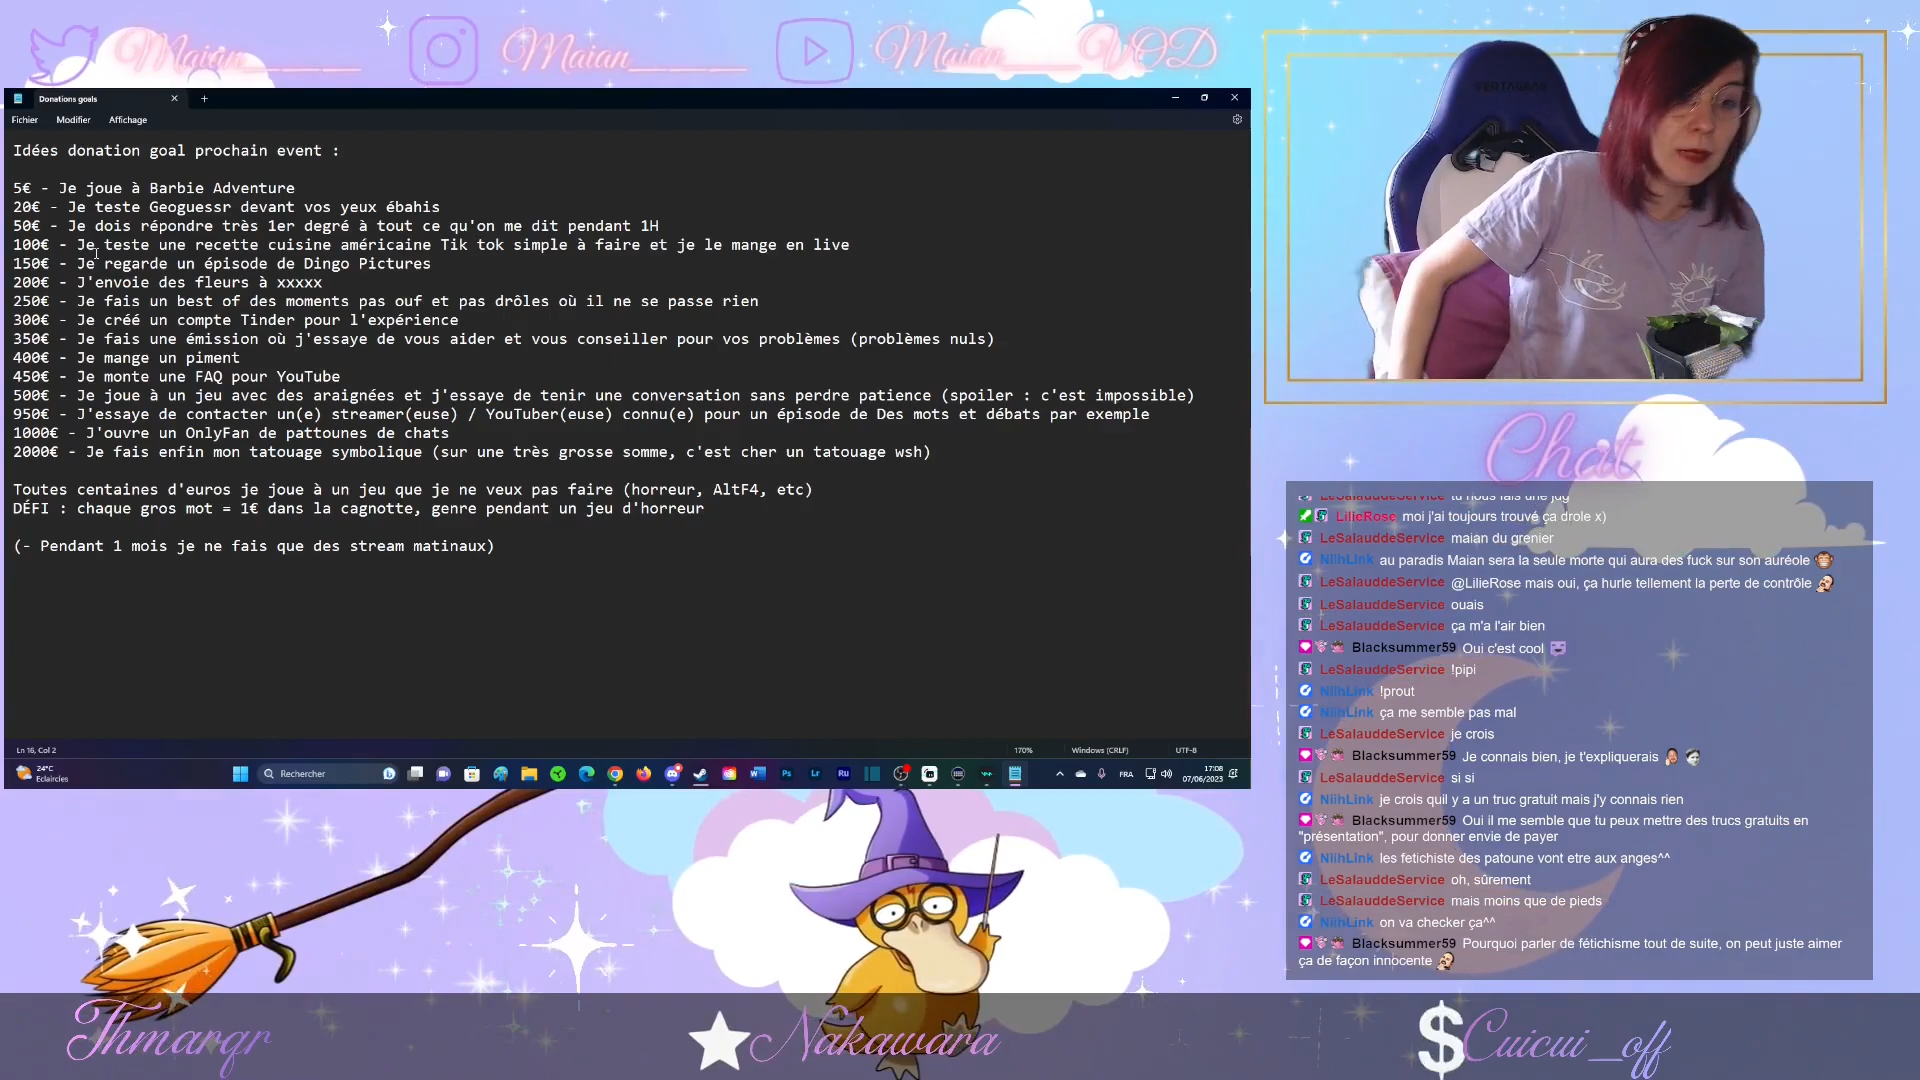 Maian_____
Maian_____
Maian____VOD
Donations goals
Fichier Modifier Affichage
Idées donation goal prochain event :
5€ - Je joue à Barbie Adventure
20€ - Je teste Geoguessr devant vos yeux ébahis
50€ - Je dois répondre très 1er degré à tout ce qu'on me dit pendant 1H
100€ - Je teste une recette cuisine américaine Tik tok simple à faire et je le mange en live
150€ - Je regarde un épisode de Dingo Pictures
200€ - J'envoie des fleurs à xxxxx
250€ - Je fais un best of des moments pas ouf et pas drôles où il ne se passe rien
300€ - Je créé un compte Tinder pour l'expérience
350€ - Je fais une émission où j'essaye de vous aider et vous conseiller pour vos problèmes (problèmes nuls)
400€ - Je mange un piment
450€ - Je monte une FAQ pour YouTube
500€ - Je joue à un jeu avec des araignées et j'essaye de tenir une conversation sans perdre patience (spoiler : c'est impossible)
950€ - J'essaye de contacter un(e) streamer(euse) / YouTuber(euse) connu(e) pour un épisode de Des mots et débats par exemple
1000€ - J'ouvre un OnlyFan de pattounes de chats
2000€ - Je fais enfin mon tatouage symbolique (sur une très grosse somme, c'est cher un tatouage wsh)
Toutes centaines d'euros je joue à un jeu que je ne veux pas faire (horreur, AltF4, etc)
DÉFI : chaque gros mot = 1€ dans la cagnotte, genre pendant un jeu d'horreur
(- Pendant 1 mois je ne fais que des stream matinaux)
Ln 16, Col 2
170%
Windows (CRLF)
UTF-8
24°C
Eclaircies
Rechercher
FRA
17:08
07/06/2023
Chat
LeSalauddeService tu nous fais une jdg
LilieRose moi j'ai toujours trouvé ça drole x)
LeSalauddeService maian du grenier
NiihLink au paradis Maian sera la seule morte qui aura des fuck sur son auréole
LeSalauddeService @LilieRose mais oui, ça hurle tellement la perte de contrôle
LeSalauddeService ouais
LeSalauddeService ça m'a l'air bien
Blacksummer59 Oui c'est cool
LeSalauddeService !pipi
NiihLink !prout
NiihLink ça me semble pas mal
LeSalauddeService je crois
Blacksummer59 Je connais bien, je t'expliquerais
LeSalauddeService si si
NiihLink je crois quil y a un truc gratuit mais j'y connais rien
Blacksummer59 Oui il me semble que tu peux mettre des trucs gratuits en
"présentation", pour donner envie de payer
NiihLink les fetichiste des patoune vont etre aux anges^^
LeSalauddeService oh, sûrement
LeSalauddeService mais moins que de pieds
NiihLink on va checker ça^^
Blacksummer59 Pourquoi parler de fétichisme tout de suite, on peut juste aimer
ça de façon innocente
Thmarqr
Nakawara
$ Cuicui_off